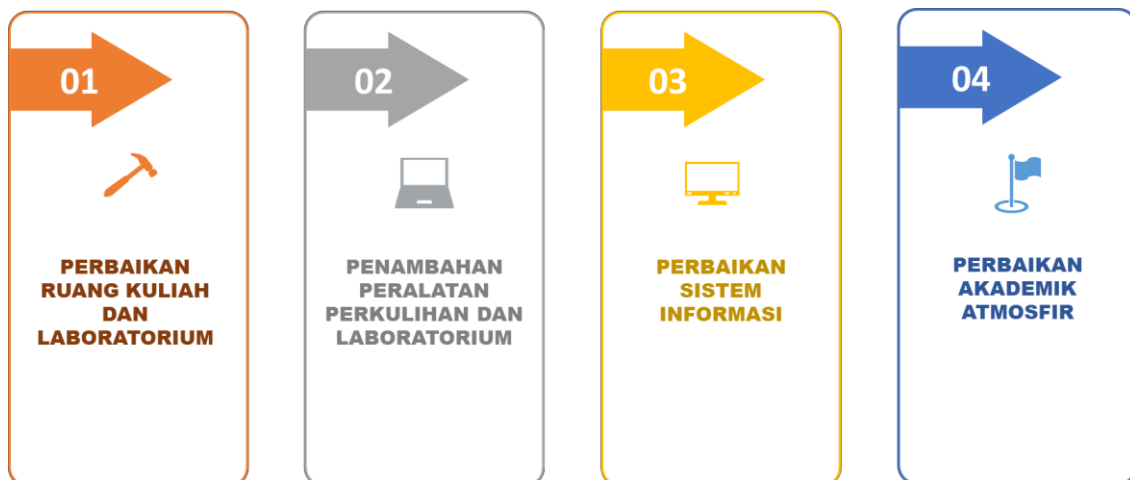 01
PERBAIKAN
RUANG KULIAH
DAN
LABORATORIUM
02
PENAMBAHAN
PERALATAN
PERKULIHAN DAN
LABORATORIUM
03
PERBAIKAN
SISTEM
INFORMASI
04
PERBAIKAN
AKADEMIK
ATMOSFIR